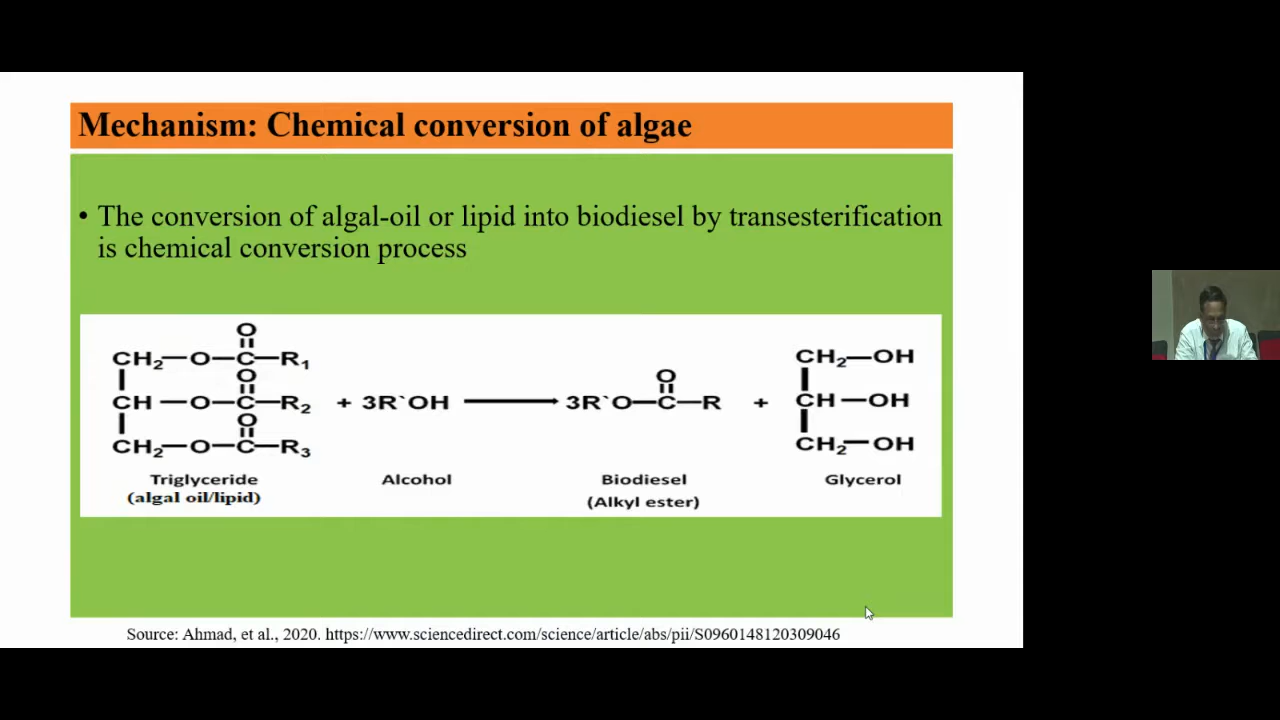 Mechanism: Chemical conversion of algae
• The conversion of algal-oil or lipid into biodiesel by transesterification
is chemical conversion process
O
CH₂—O—C—R₁
O
CH —O—C—R₂ + 3R`OH 3R`O—C—R + CH—OH
O
CH₂—O—C—R₃
O
CH₂—OH
CH₂—OH
Triglyceride
(algal oil/lipid)
Alcohol
Biodiesel
(Alkyl ester)
Glycerol
Source: Ahmad, et al., 2020. https://www.sciencedirect.com/science/article/abs/pii/S0960148120309046